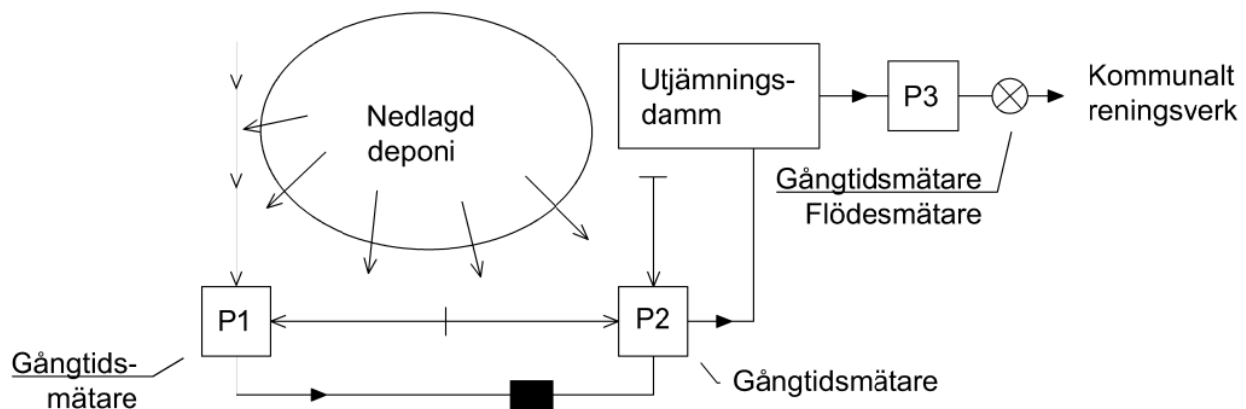 Nedlagd
deponi
Utjämnings-
damm
P3
Kommunalt
reningsverk
Gångtidsmätare
Flödesmätare
P1
P2
Gångtids-
mätare
Gångtidsmätare